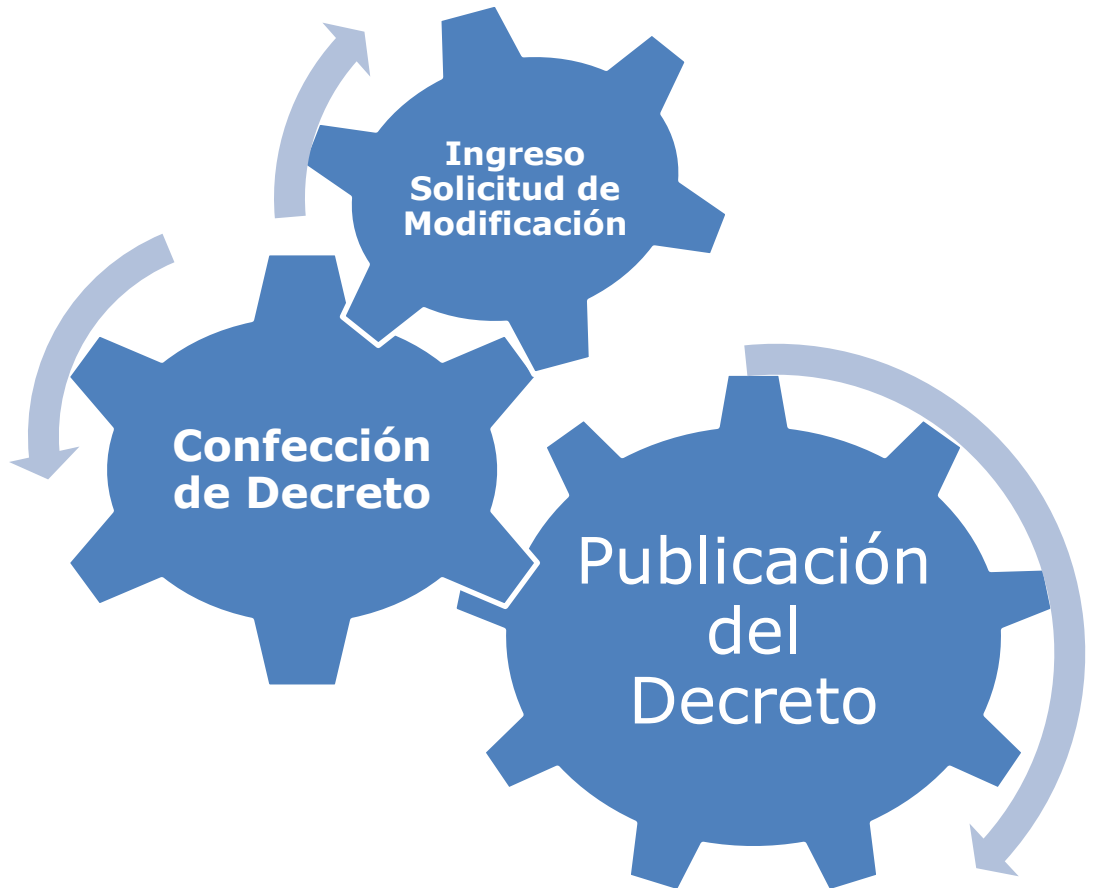 Ingreso
Solicitud de
Modificación
Confección
de Decreto
Publicación
del
Decreto